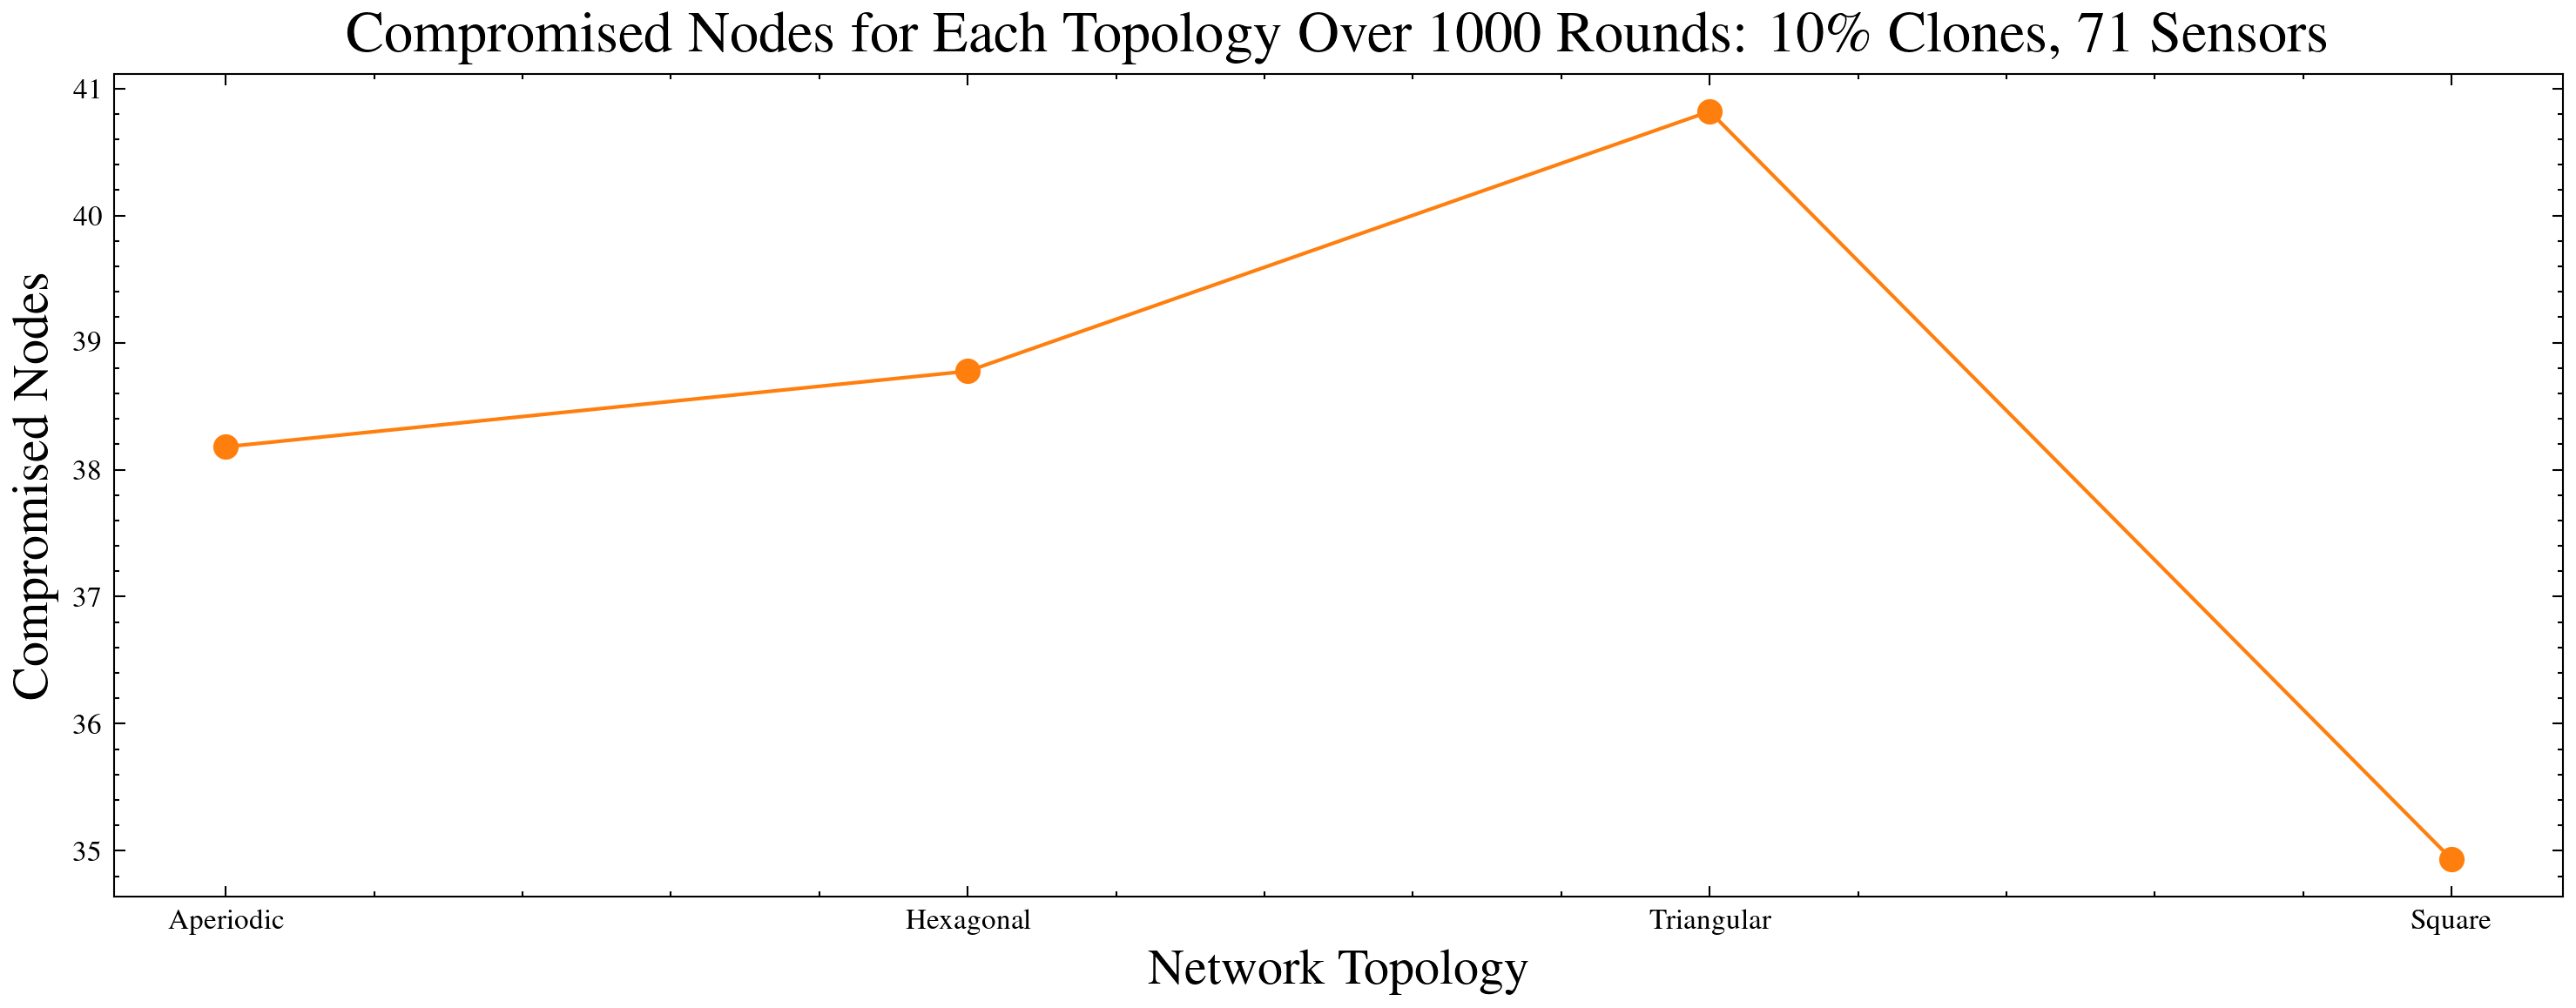 Compromised Nodes for Each Topology Over 1000 Rounds: 10% Clones, 71 Sensors
Compromised Nodes
41
40
39
38
37
36
35
Aperiodic
Hexagonal
Triangular
Square
Network Topology